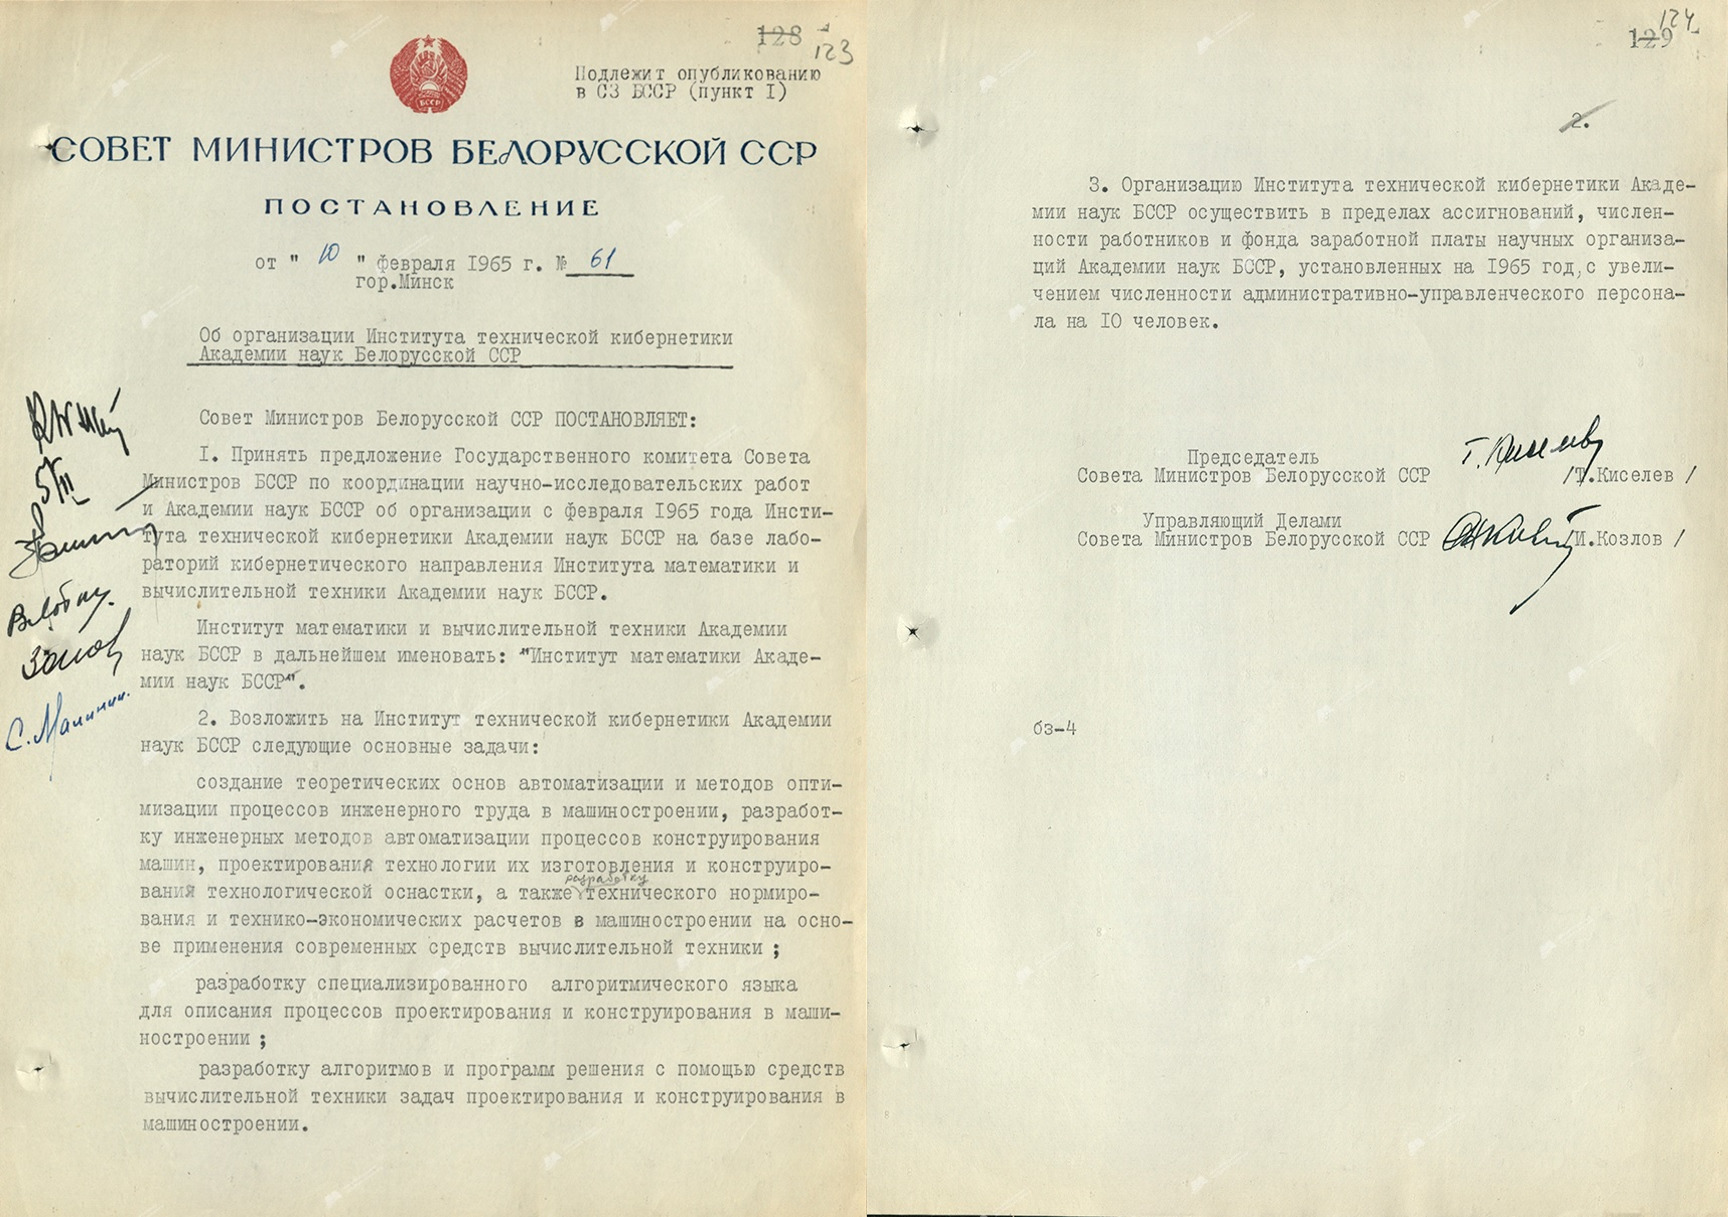 128
123
Подлежит опубликованию
в СЗ БССР (пункт I)
БССР
СОВЕТ МИНИСТРОВ БЕЛОРУССКОЙ ССР
ПОСТАНОВЛЕНИЕ
от " 10 " февраля 1965 г. № 61
гор.Минск
Об организации Института технической кибернетики
Академии наук Белорусской ССР
Совет Министров Белорусской ССР ПОСТАНОВЛЯЕТ:
I. Принять предложение Государственного комитета Совета
Министров БССР по координации научно-исследовательских работ
и Академии наук БССР об организации с февраля 1965 года Инсти-
тута технической кибернетики Академии наук БССР на базе лабо-
раторий кибернетического направления Института математики и
вычислительной техники Академии наук БССР.
Институт математики и вычислительной техники Академии
наук БССР в дальнейшем именовать: "Институт математики Акаде-
мии наук БССР".
2. Возложить на Институт технической кибернетики Академии
наук БССР следующие основные задачи:
создание теоретических основ автоматизации и методов опти-
мизации процессов инженерного труда в машиностроении, разработ-
ку инженерных методов автоматизации процессов конструирования
машин, проектирования технологии их изготовления и конструиро-
вания технологической оснастки, а также разработку технического нормиро-
вания и технико-экономических расчетов в машиностроении на осно-
ве применения современных средств вычислительной техники ;
разработку специализированного алгоритмического языка
для описания процессов проектирования и конструирования в маши-
ностроении ;
разработку алгоритмов и программ решения с помощью средств
вычислительной техники задач проектирования и конструирования в
машиностроении.
С. Малинин.
129
124
2.
3. Организацию Института технической кибернетики Акаде-
мии наук БССР осуществить в пределах ассигнований, числен-
ности работников и фонда заработной платы научных организа-
ций Академии наук БССР, установленных на 1965 год, с увели-
чением численности административно-управленческого персона-
ла на 10 человек.
Председатель
Совета Министров Белорусской ССР Т. Киселев /Т.Киселев /
Управляющий Делами
Совета Министров Белорусской ССР /И.Козлов /
бз-4